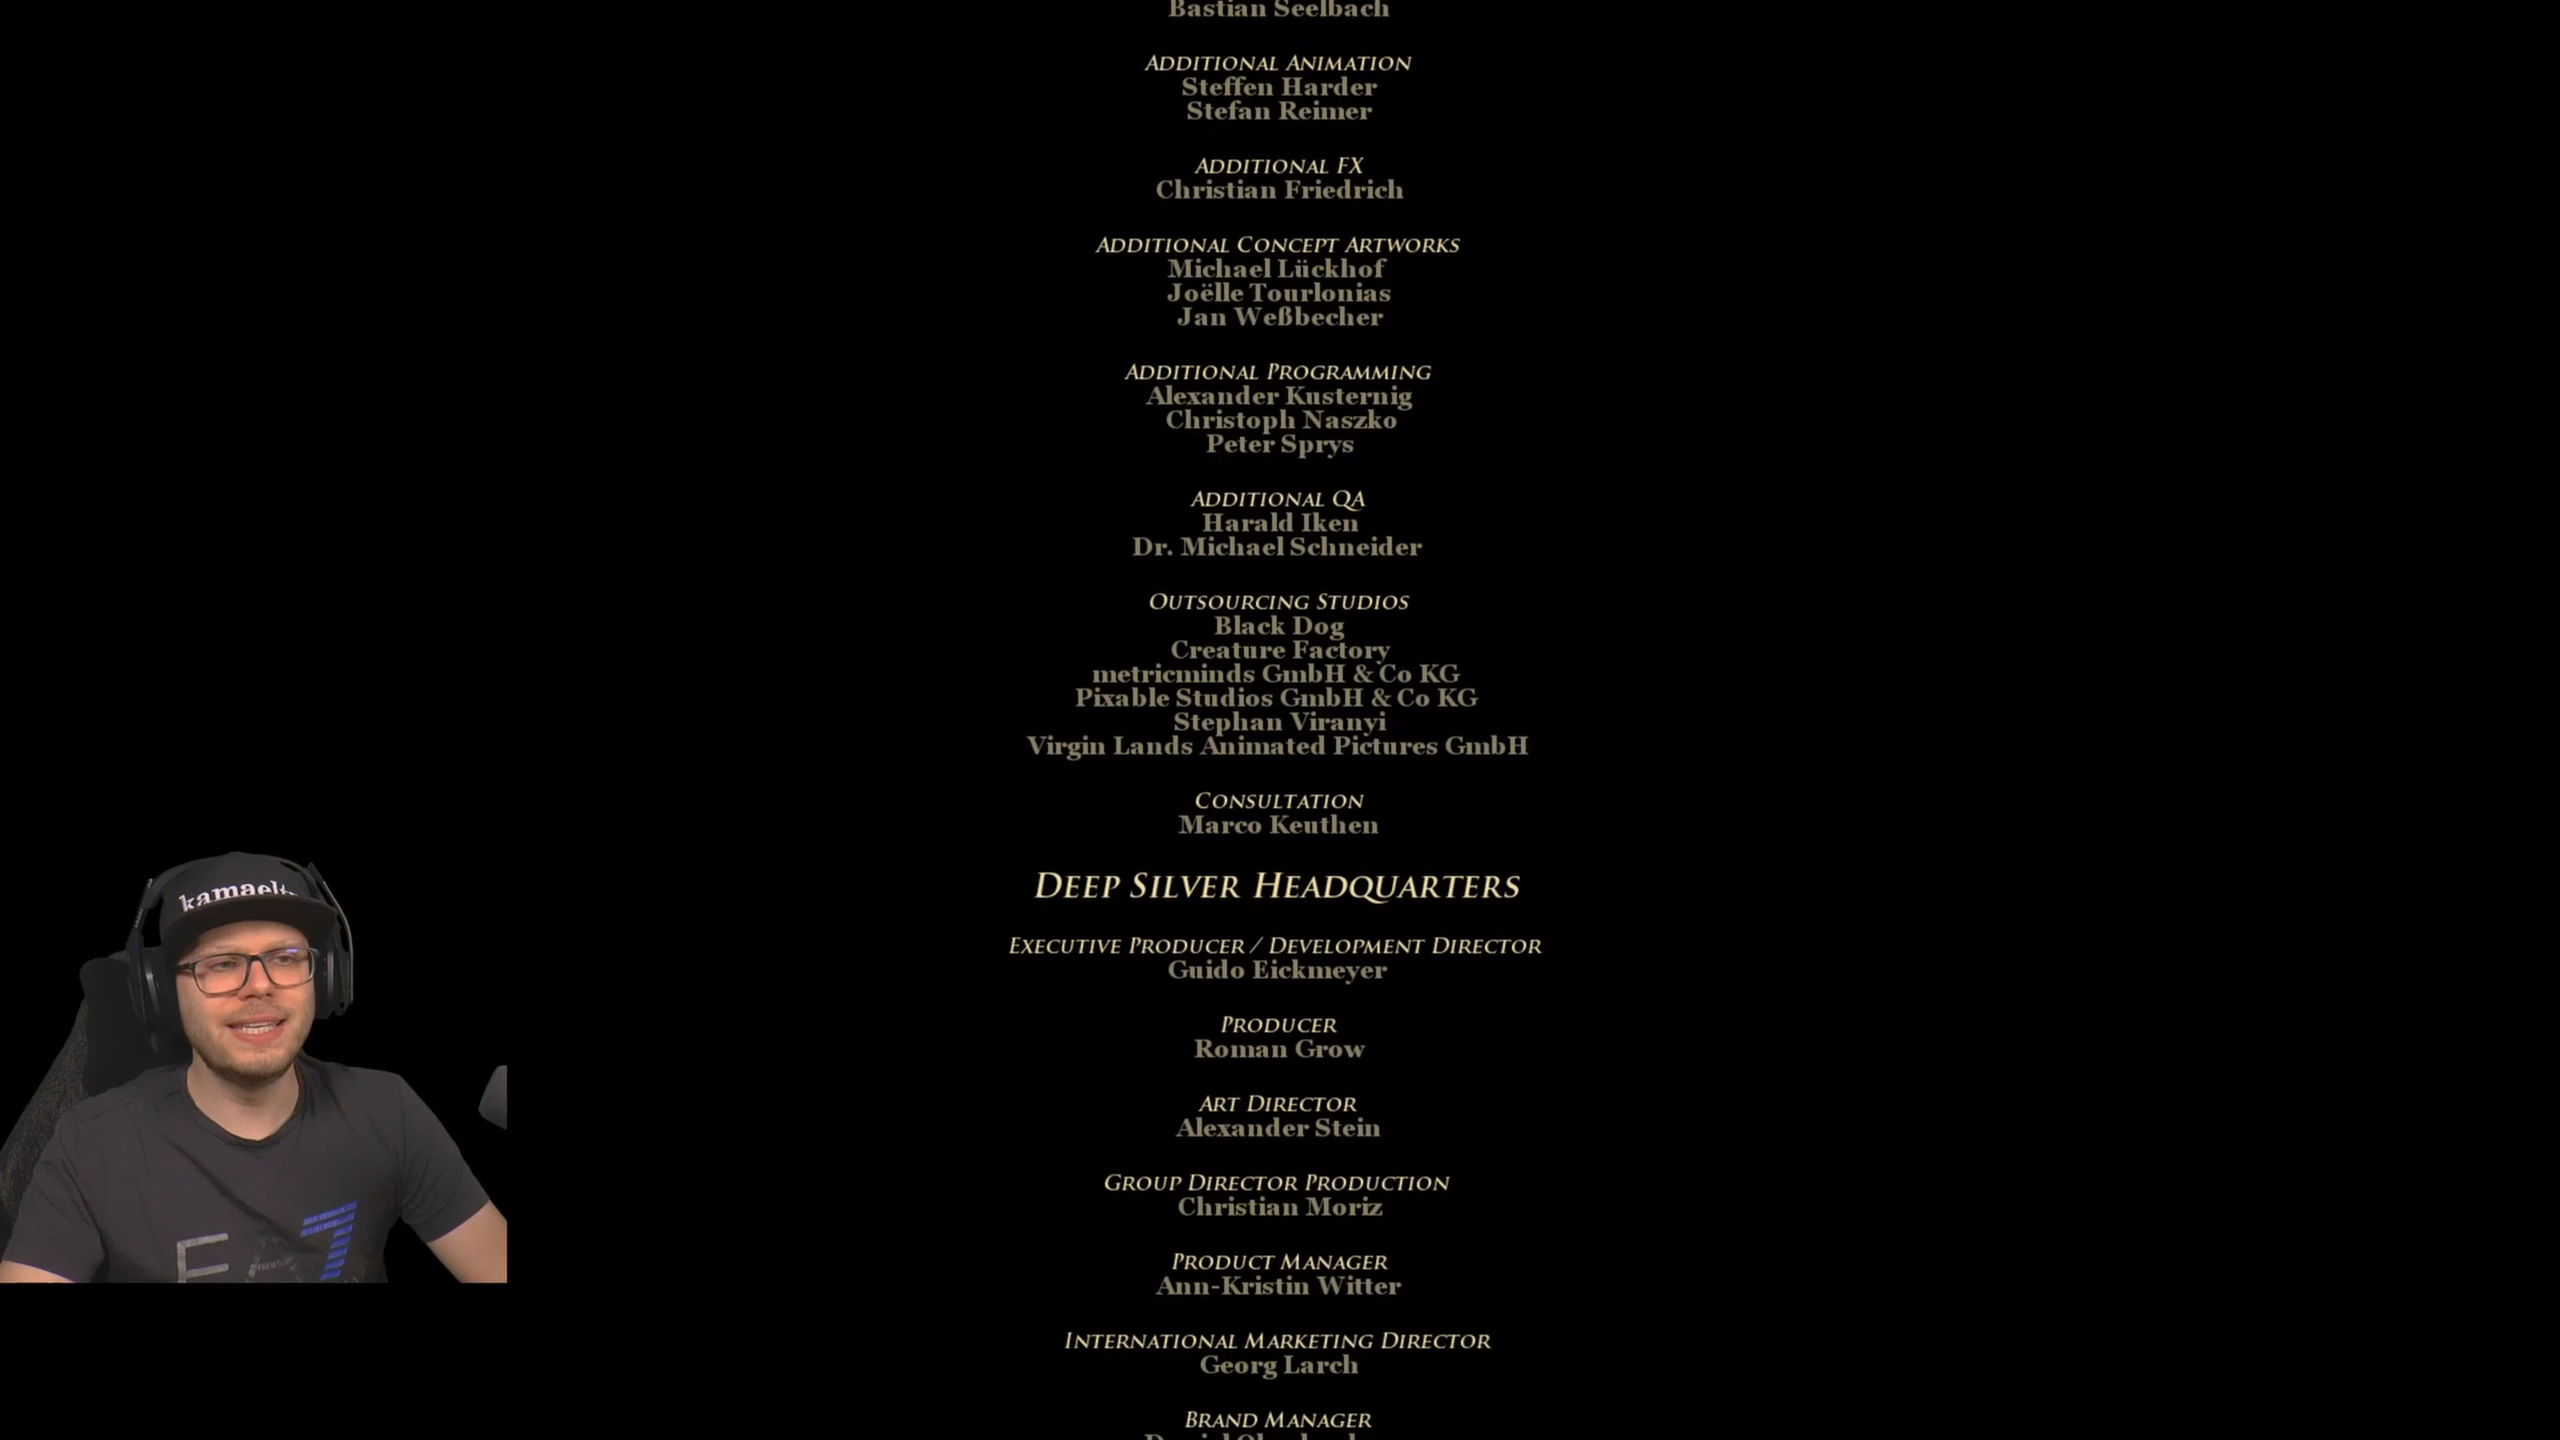 Bastian Seelbach
Additional Animation
Steffen Harder
Stefan Reimer
Additional FX
Christian Friedrich
Additional Concept Artworks
Michael Lückhof
Joëlle Tourlonias
Jan Weßbecher
Additional Programming
Alexander Kusternig
Christoph Naszko
Peter Sprys
Additional QA
Harald Iken
Dr. Michael Schneider
Outsourcing Studios
Black Dog
Creature Factory
metricminds GmbH & Co KG
Pixable Studios GmbH & Co KG
Stephan Viranyi
Virgin Lands Animated Pictures GmbH
Consultation
Marco Keuthen
Deep Silver Headquarters
Executive Producer / Development Director
Guido Eickmeyer
Producer
Roman Grow
Art Director
Alexander Stein
Group Director Production
Christian Moriz
Product Manager
Ann-Kristin Witter
International Marketing Director
Georg Larch
Brand Manager